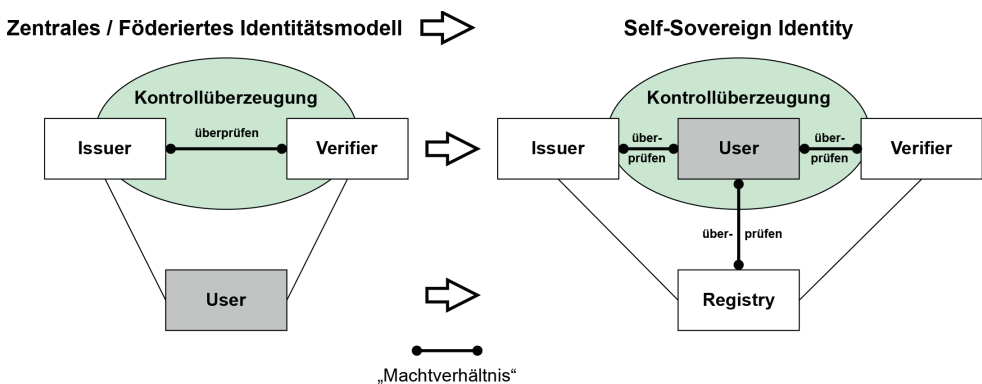 Zentrales / Föderiertes Identitätsmodell
Self-Sovereign Identity
Kontrollüberzeugung
überprüfen
Issuer
Verifier
User
Kontrollüberzeugung
Issuer
über-
prüfen
User
über-
prüfen
Verifier
über- prüfen
Registry
„Machtverhältnis“